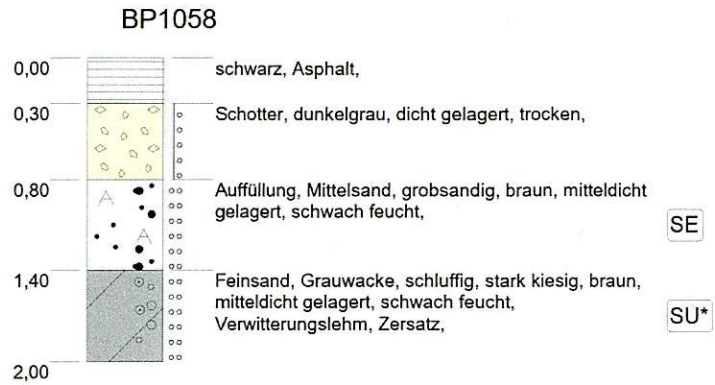 BP1058
0,00
schwarz, Asphalt,
0,30
Schotter, dunkelgrau, dicht gelagert, trocken,
0,80
Auffüllung, Mittelsand, grobsandig, braun, mitteldicht
gelagert, schwach feucht,
SE
1,40
Feinsand, Grauwacke, schluffig, stark kiesig, braun,
mitteldicht gelagert, schwach feucht,
Verwitterungslehm, Zersatz,
SU*
2,00